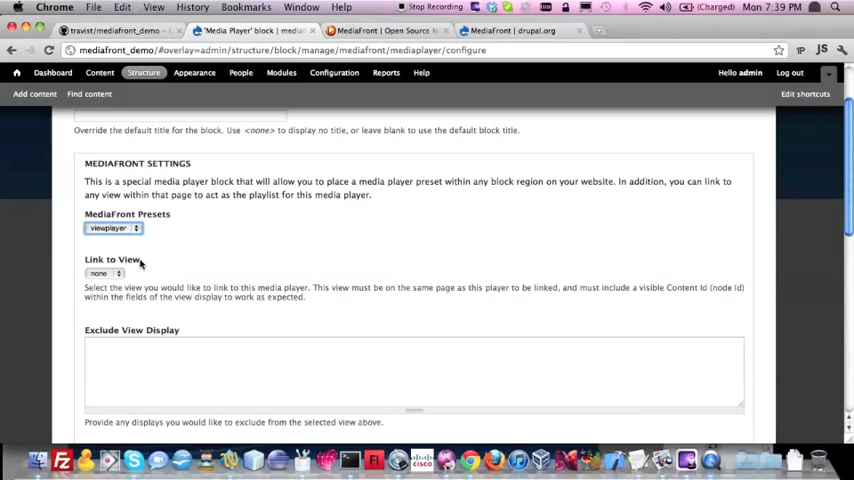 Chrome File Edit View History Bookmarks Window Help Stop Recording (Charged) 7:39 PM
travist/mediafront_demo 'Media Player' block | media MediaFront | Open Source M MediaFront | drupal.org
mediafront_demo/#overlay=admin/structure/block/manage/mediafront/mediaplayer/configure JS
Dashboard Content Structure Appearance People Modules Configuration Reports Help Hello admin Log out
Add content Find content Edit shortcuts
Override the default title for the block. Use <none> to display no title, or leave blank to use the default block title.
MEDIAFRONT SETTINGS
This is a special media player block that will allow you to place a media player preset within any block region on your website. In addition, you can link to
any view within that page to act as the playlist for this media player.
MediaFront Presets
viewplayer
Link to View
none
Select the view you would like to link to this media player. This view must be on the same page as this player to be linked, and must include a visible Content Id (node id)
within the fields of the view display to work as expected.
Exclude View Display
Provide any displays you would like to exclude from the selected view above.
Fz S FL CISCO